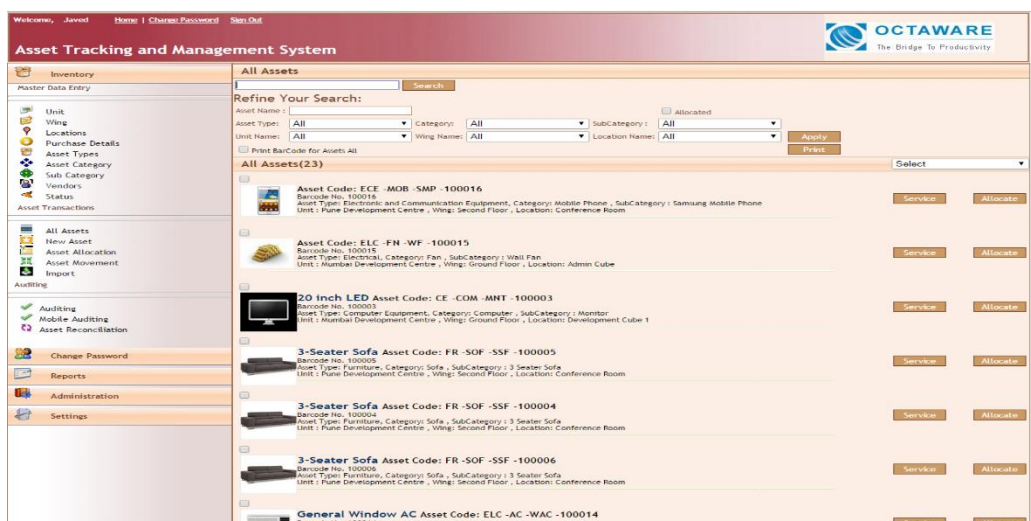 Welcome, Javed Home | Change Password Sign Out
OCTAWARE
The Bridge To Productivity
Asset Tracking and Management System
Inventory
Master Data Entry
Unit
Wing
Locations
Purchase Details
Asset Types
Asset Category
Sub Category
Vendors
Status
Asset Transactions
All Assets
New Asset
Asset Allocation
Asset Movement
Import
Auditing
Auditing
Mobile Auditing
Asset Reconciliation
Change Password
Reports
Administration
Settings
All Assets
Search
Refine Your Search:
Asset Name : Allocated
Asset Type: All Category: All SubCategory : All
Unit Name: All Wing Name: All Location Name: All Apply
Print BarCode for Assets All Print
All Assets(23) Select
Asset Code: ECE -MOB -SMP -100016
Barcode No. 100016
Asset Type: Electronic and Communication Equipment, Category: Mobile Phone , SubCategory : Samsung Mobile Phone
Unit : Pune Development Centre , Wing: Second Floor , Location: Conference Room
Service Allocate
Asset Code: ELC -FN -WF -100015
Barcode No. 100015
Asset Type: Electrical, Category: Fan , SubCategory : Wall Fan
Unit : Mumbai Development Centre , Wing: Ground Floor , Location: Admin Cube
Service Allocate
20 inch LED Asset Code: CE -COM -MNT -100003
Barcode No. 100003
Asset Type: Computer Equipment, Category: Computer , SubCategory : Monitor
Unit : Mumbai Development Centre , Wing: Ground Floor , Location: Development Cube 1
Service Allocate
3-Seater Sofa Asset Code: FR -SOF -SSF -100005
Barcode No. 100005
Asset Type: Furniture, Category: Sofa , SubCategory : 3 Seater Sofa
Unit : Pune Development Centre , Wing: Second Floor , Location: Conference Room
Service Allocate
3-Seater Sofa Asset Code: FR -SOF -SSF -100004
Barcode No. 100004
Asset Type: Furniture, Category: Sofa , SubCategory : 3 Seater Sofa
Unit : Pune Development Centre , Wing: Second Floor , Location: Conference Room
Service Allocate
3-Seater Sofa Asset Code: FR -SOF -SSF -100006
Barcode No. 100006
Asset Type: Furniture, Category: Sofa , SubCategory : 3 Seater Sofa
Unit : Pune Development Centre , Wing: Second Floor , Location: Conference Room
Service Allocate
General Window AC Asset Code: ELC -AC -WAC -100014